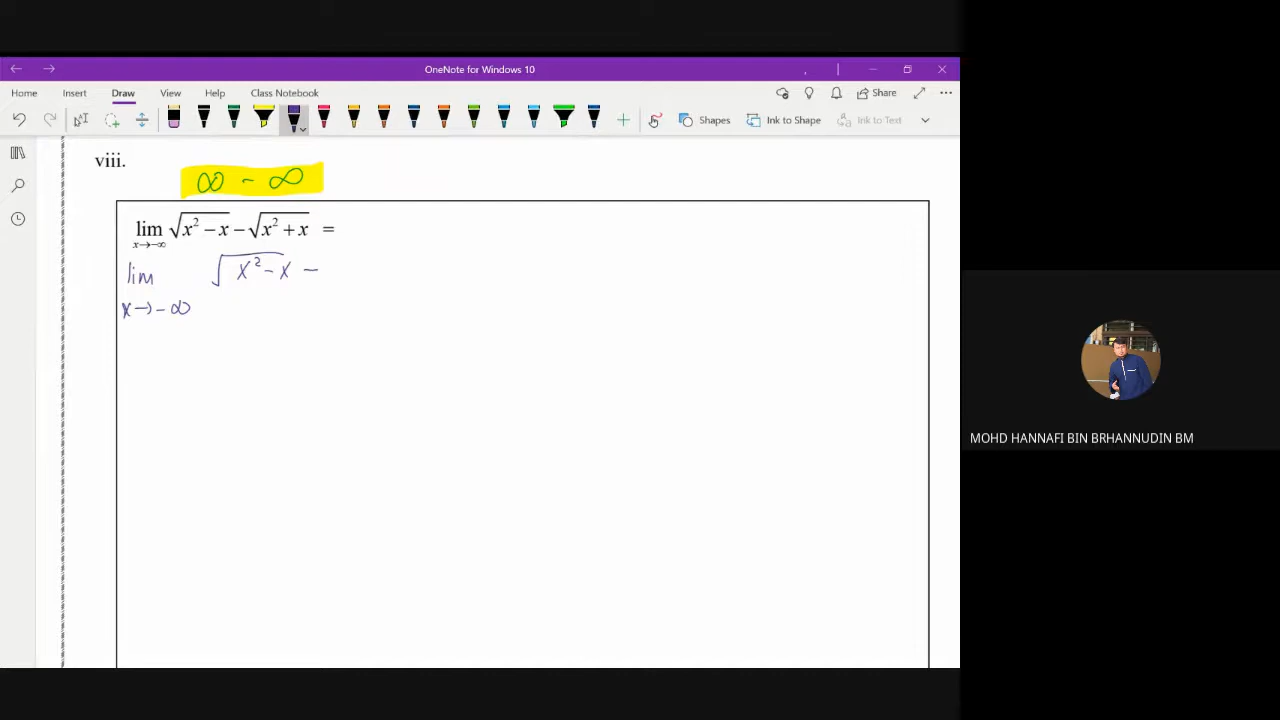 OneNote for Windows 10
Home Insert Draw View Help Class Notebook Share
Shapes Ink to Shape Ink to Text
viii.
∞ - ∞
lim √(x² − x) − √(x² + x) =
x→−∞
lim √(x² − x) −
x → − ∞
MOHD HANNAFI BIN BRHANNUDIN BM